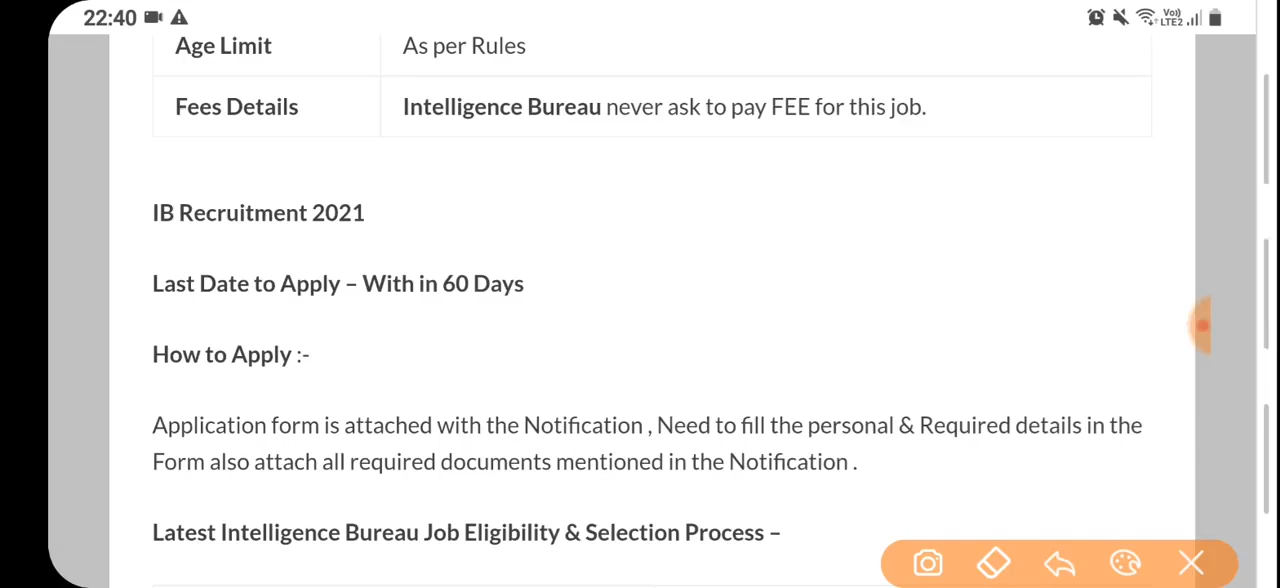 22:40
Vo)) LTE2
Age Limit As per Rules
Fees Details Intelligence Bureau never ask to pay FEE for this job.
IB Recruitment 2021
Last Date to Apply – With in 60 Days
How to Apply :-
Application form is attached with the Notification , Need to fill the personal & Required details in the
Form also attach all required documents mentioned in the Notification .
Latest Intelligence Bureau Job Eligibility & Selection Process –